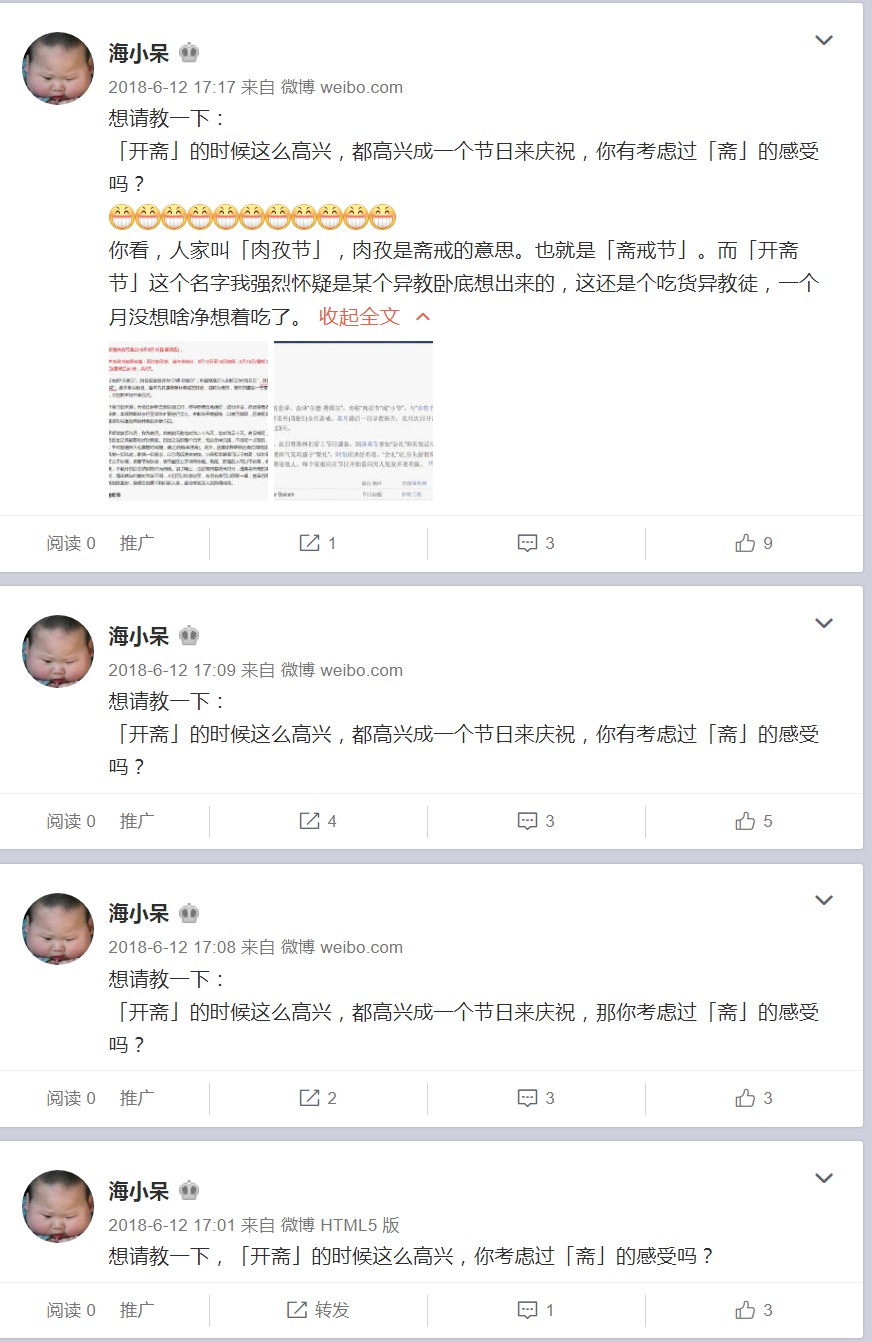 海小呆
2018-6-12 17:17 来自 微博 weibo.com
想请教一下：
「开斋」的时候这么高兴，都高兴成一个节日来庆祝，你有考虑过「斋」的感受
吗？
你看，人家叫「肉孜节」，肉孜是斋戒的意思。也就是「斋戒节」。而「开斋
节」这个名字我强烈怀疑是某个异教卧底想出来的，这还是个吃货异教徒，一个
月没想啥净想着吃了。 收起全文
阅读 0 推广 1 3 9
海小呆
2018-6-12 17:09 来自 微博 weibo.com
想请教一下：
「开斋」的时候这么高兴，都高兴成一个节日来庆祝，你有考虑过「斋」的感受
吗？
阅读 0 推广 4 3 5
海小呆
2018-6-12 17:08 来自 微博 weibo.com
想请教一下：
「开斋」的时候这么高兴，都高兴成一个节日来庆祝，那你考虑过「斋」的感受
吗？
阅读 0 推广 2 3 3
海小呆
2018-6-12 17:01 来自 微博 HTML5 版
想请教一下，「开斋」的时候这么高兴，你考虑过「斋」的感受吗？
阅读 0 推广 转发 1 3